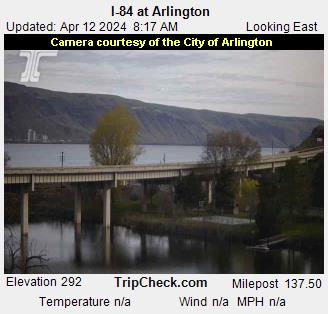 I-84 at Arlington
Updated: Apr 12 2024 8:17 AM Looking East
Camera courtesy of the City of Arlington
Elevation 292 TripCheck.com Milepost 137.50
Temperature n/a Wind n/a MPH n/a